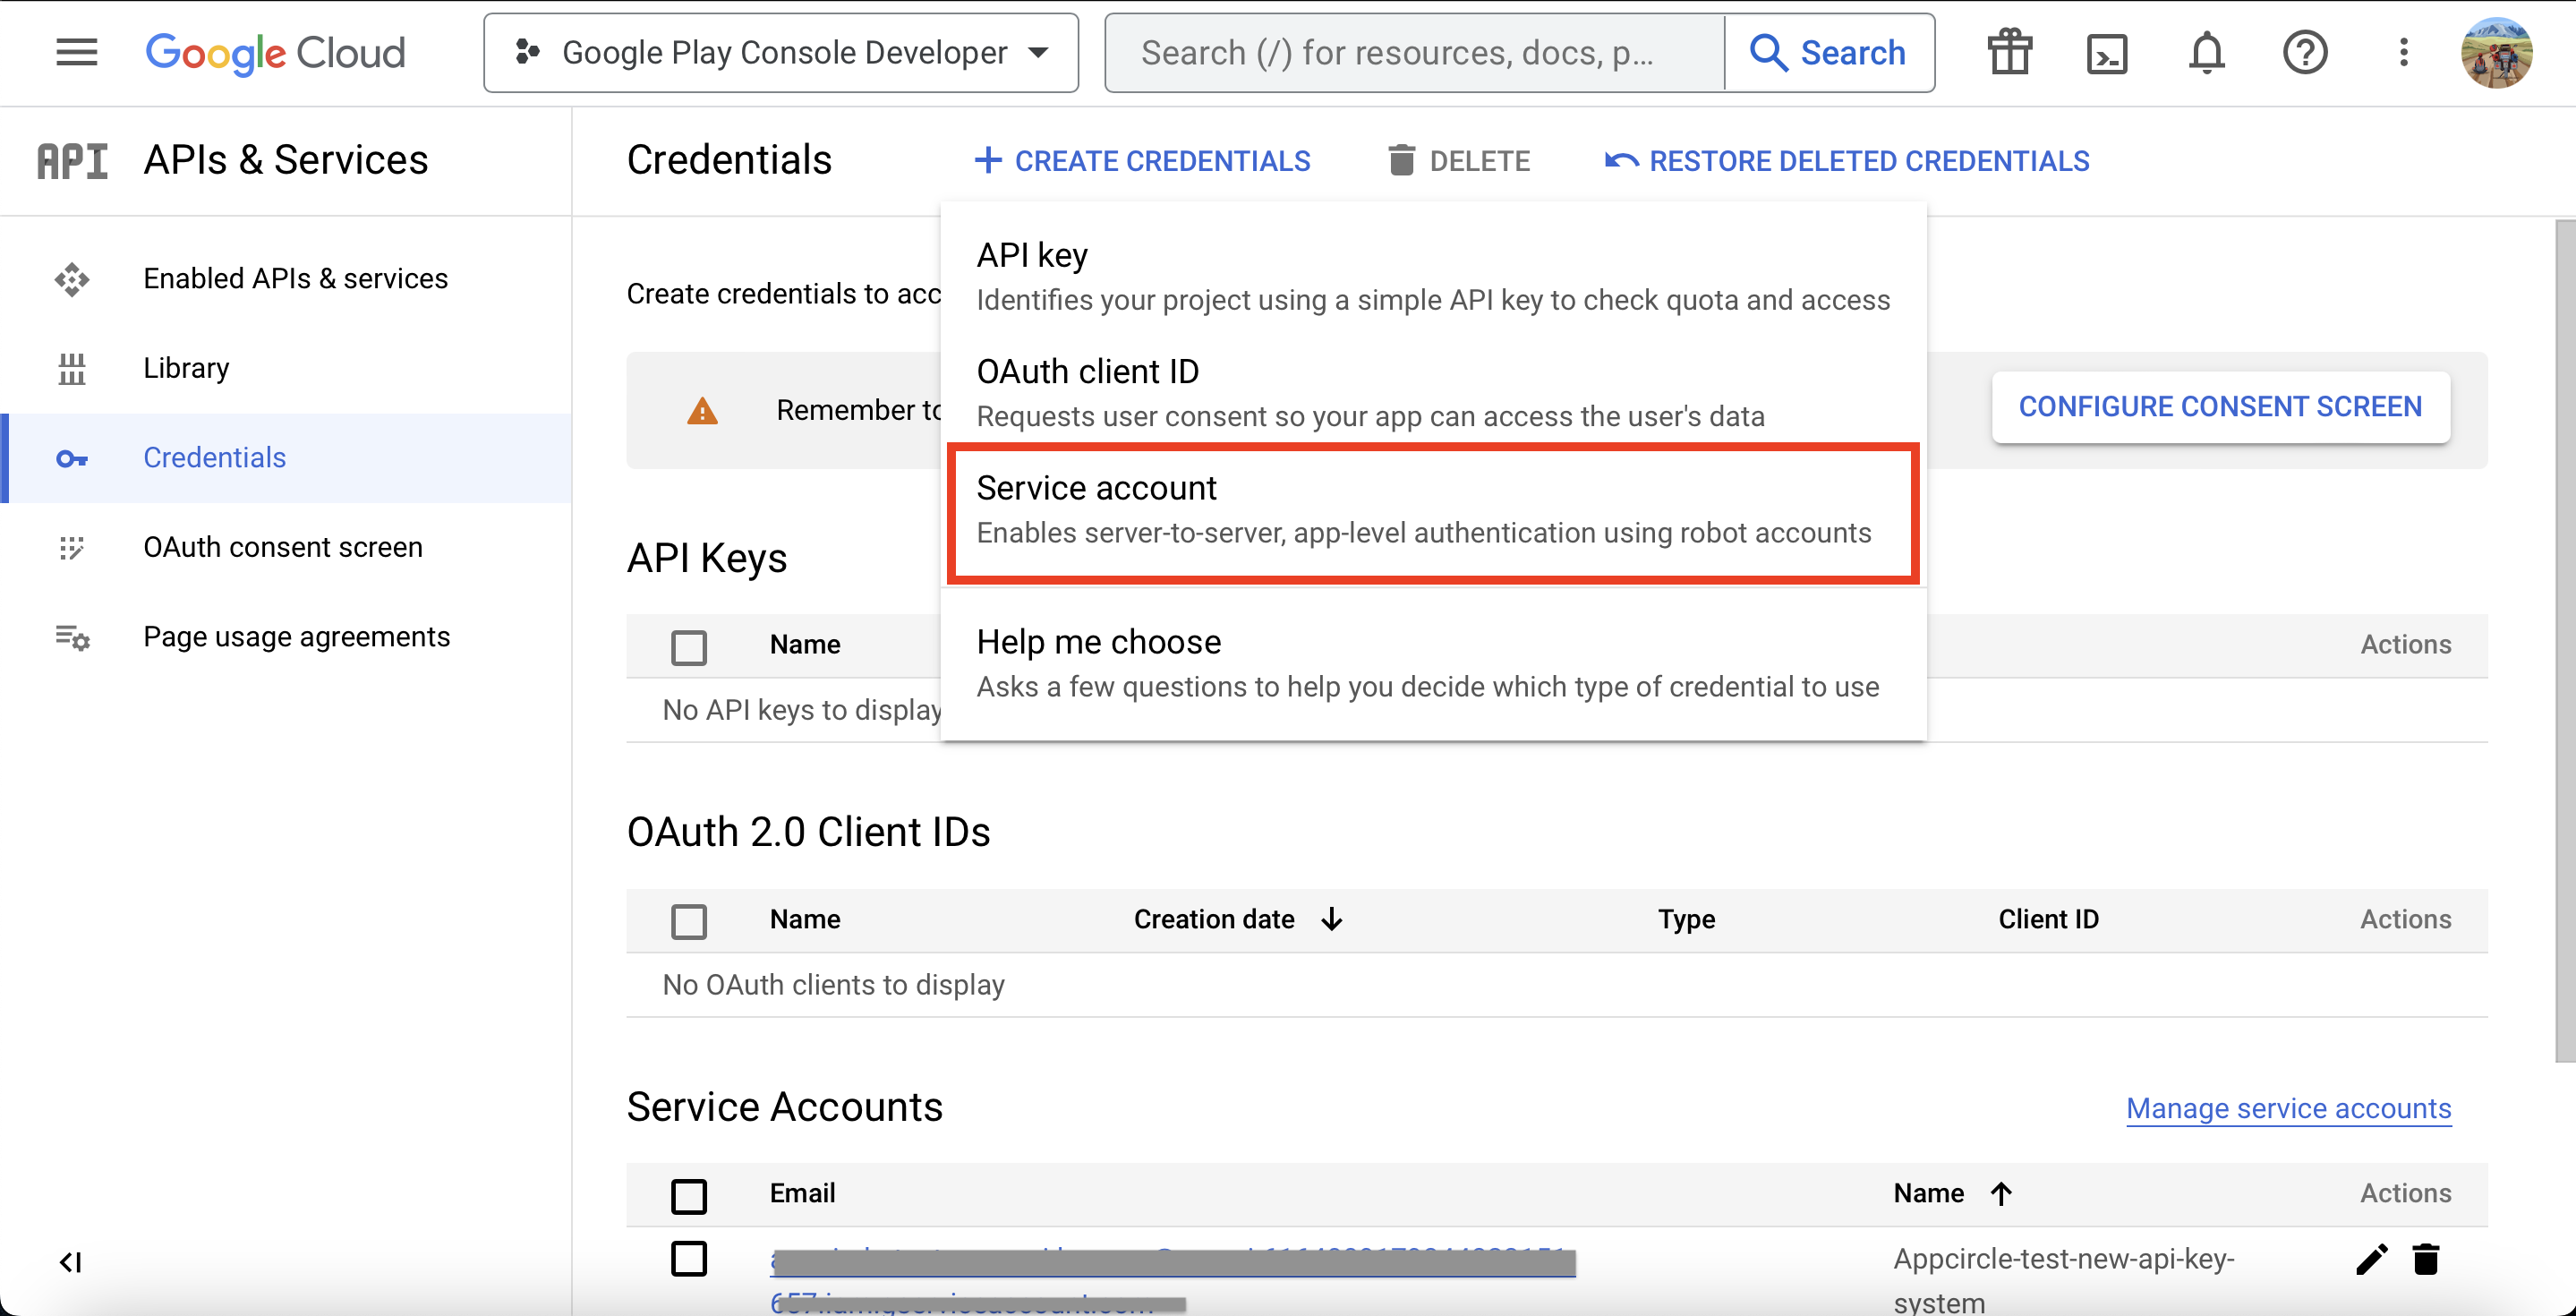 Google Cloud
Google Play Console Developer
Search (/) for resources, docs, p...
Search
API
APIs & Services
Credentials
CREATE CREDENTIALS
DELETE
RESTORE DELETED CREDENTIALS
Enabled APIs & services
Library
Credentials
OAuth consent screen
Page usage agreements
Create credentials to acc
Remember to
CONFIGURE CONSENT SCREEN
API key
Identifies your project using a simple API key to check quota and access
OAuth client ID
Requests user consent so your app can access the user's data
Service account
Enables server-to-server, app-level authentication using robot accounts
Help me choose
Asks a few questions to help you decide which type of credential to use
API Keys
Name
Actions
No API keys to display
OAuth 2.0 Client IDs
Name Creation date Type Client ID Actions
No OAuth clients to display
Service Accounts
Manage service accounts
Email Name Actions
Appcircle-test-new-api-key-
system